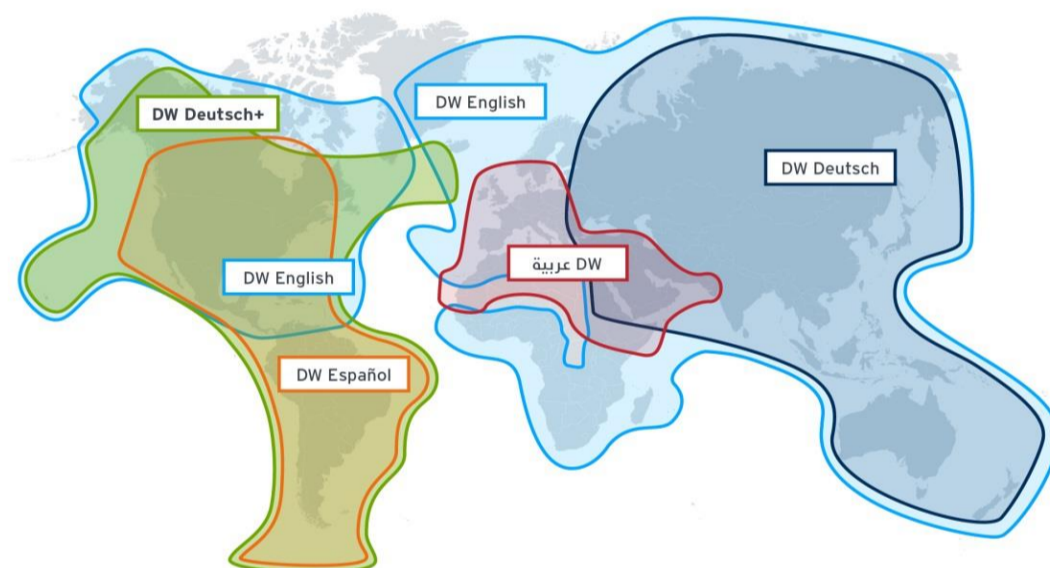 DW English
DW Deutsch+
DW Deutsch
DW عربية
DW English
DW Español